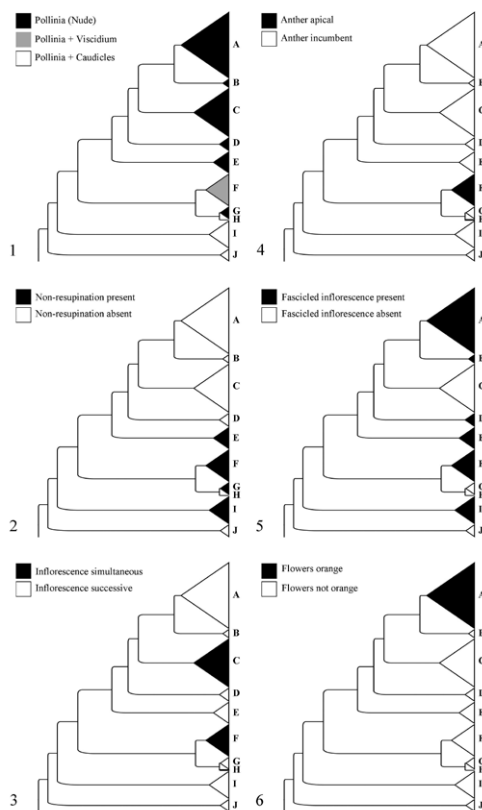 Pollinia (Nude)
Pollinia + Viscidium
Pollinia + Caudicles
A
B
C
D
E
F
G
H
I
J
1
Anther apical
Anther incumbent
A
H
I
J
4
Non-resupination present
Non-resupination absent
A
B
C
D
E
F
G
H
I
J
2
Fascicled inflorescence present
Fascicled inflorescence absent
A
H
I
J
5
Inflorescence simultaneous
Inflorescence successive
A
B
C
D
E
F
G
H
I
J
3
Flowers orange
Flowers not orange
A
H
I
J
6